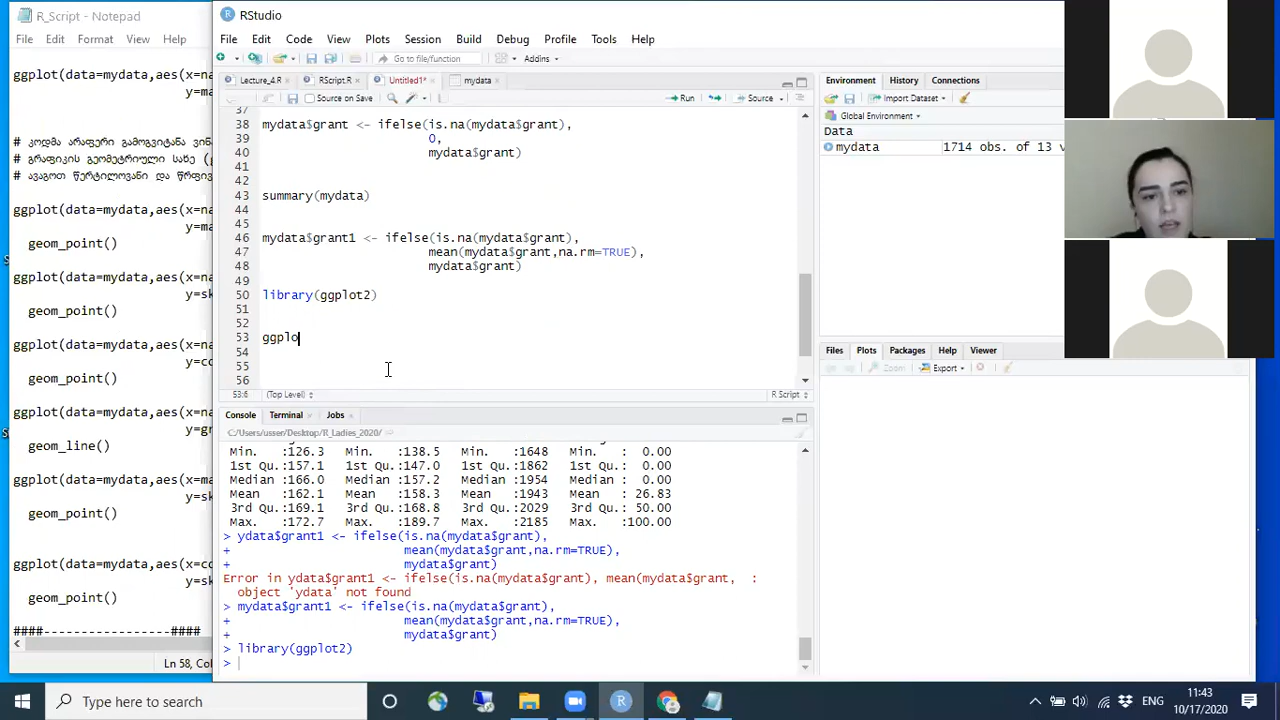 R_Script - Notepad
File Edit Format View Help
ggplot(data=mydata,aes(x=na
y=ma
# კოდმა არაფერი გამოგვიტანა ვინა
# გრაფიკის გეომეტრიული სახე (g
# ავაგოთ წერტილოვანი და წრფივ
ggplot(data=mydata,aes(x=na
y=ma
geom_point()
ggplot(data=mydata,aes(x=na
y=sk
geom_point()
ggplot(data=mydata,aes(x=na
y=co
geom_point()
ggplot(data=mydata,aes(x=na
y=gr
geom_line()
ggplot(data=mydata,aes(x=ma
y=sk
geom_point()
ggplot(data=mydata,aes(x=co
y=sk
geom_point()
####------------------####
Ln 58, Col
RStudio
File Edit Code View Plots Session Build Debug Profile Tools Help
Go to file/function Addins
Lecture_4.R RScript.R Untitled1* mydata
Source on Save Run Source
37
38 mydata$grant <- ifelse(is.na(mydata$grant),
39 0,
40 mydata$grant)
41
42
43 summary(mydata)
44
45
46 mydata$grant1 <- ifelse(is.na(mydata$grant),
47 mean(mydata$grant,na.rm=TRUE),
48 mydata$grant)
49
50 library(ggplot2)
51
52
53 ggplo
54
55
56
53:6 (Top Level) R Script
Console Terminal Jobs
C:/Users/usser/Desktop/R_Ladies_2020/
Min. :126.3 Min. :138.5 Min. :1648 Min. : 0.00
1st Qu.:157.1 1st Qu.:147.0 1st Qu.:1862 1st Qu.: 0.00
Median :166.0 Median :157.2 Median :1954 Median : 0.00
Mean :162.1 Mean :158.3 Mean :1943 Mean : 26.83
3rd Qu.:169.1 3rd Qu.:168.8 3rd Qu.:2029 3rd Qu.: 50.00
Max. :172.7 Max. :189.7 Max. :2185 Max. :100.00
> ydata$grant1 <- ifelse(is.na(mydata$grant),
+ mean(mydata$grant,na.rm=TRUE),
+ mydata$grant)
Error in ydata$grant1 <- ifelse(is.na(mydata$grant), mean(mydata$grant, :
object 'ydata' not found
> mydata$grant1 <- ifelse(is.na(mydata$grant),
+ mean(mydata$grant,na.rm=TRUE),
+ mydata$grant)
> library(ggplot2)
>
Environment History Connections
Import Dataset
Global Environment
Data
mydata 1714 obs. of 13 v
Files Plots Packages Help Viewer
Zoom Export
Type here to search
ENG
11:43
10/17/2020